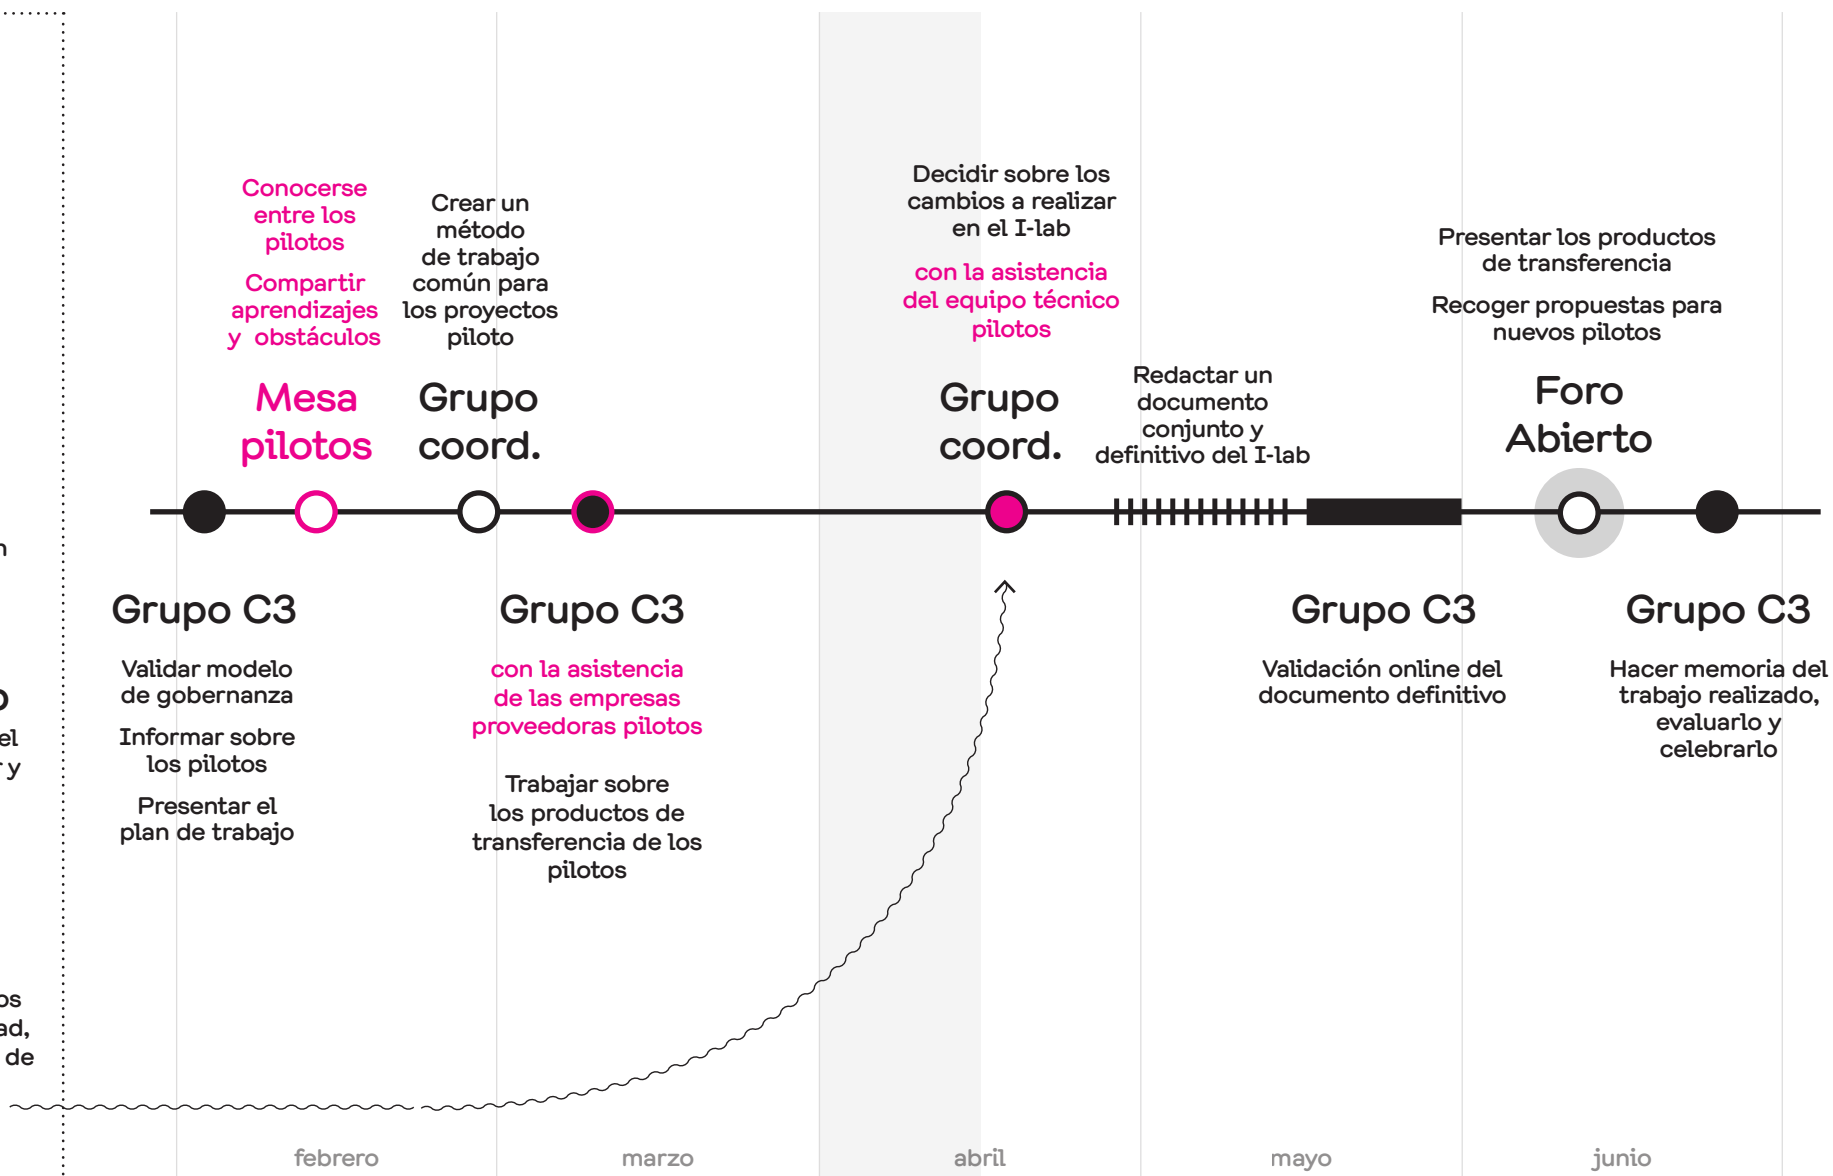 n
o
el
r y
os
ad,
de
Conocerse
entre los
pilotos
Compartir
aprendizajes
y obstáculos
Mesa
pilotos
Crear un
método
de trabajo
común para
los proyectos
piloto
Grupo
coord.
Decidir sobre los
cambios a realizar
en el I-lab
con la asistencia
del equipo técnico
pilotos
Grupo
coord.
Redactar un
documento
conjunto y
definitivo del I-lab
Presentar los productos
de transferencia
Recoger propuestas para
nuevos pilotos
Foro
Abierto
Grupo C3
Validar modelo
de gobernanza
Informar sobre
los pilotos
Presentar el
plan de trabajo
Grupo C3
con la asistencia
de las empresas
proveedoras pilotos
Trabajar sobre
los productos de
transferencia de los
pilotos
Grupo C3
Validación online del
documento definitivo
Grupo C3
Hacer memoria del
trabajo realizado,
evaluarlo y
celebrarlo
febrero
marzo
abril
mayo
junio